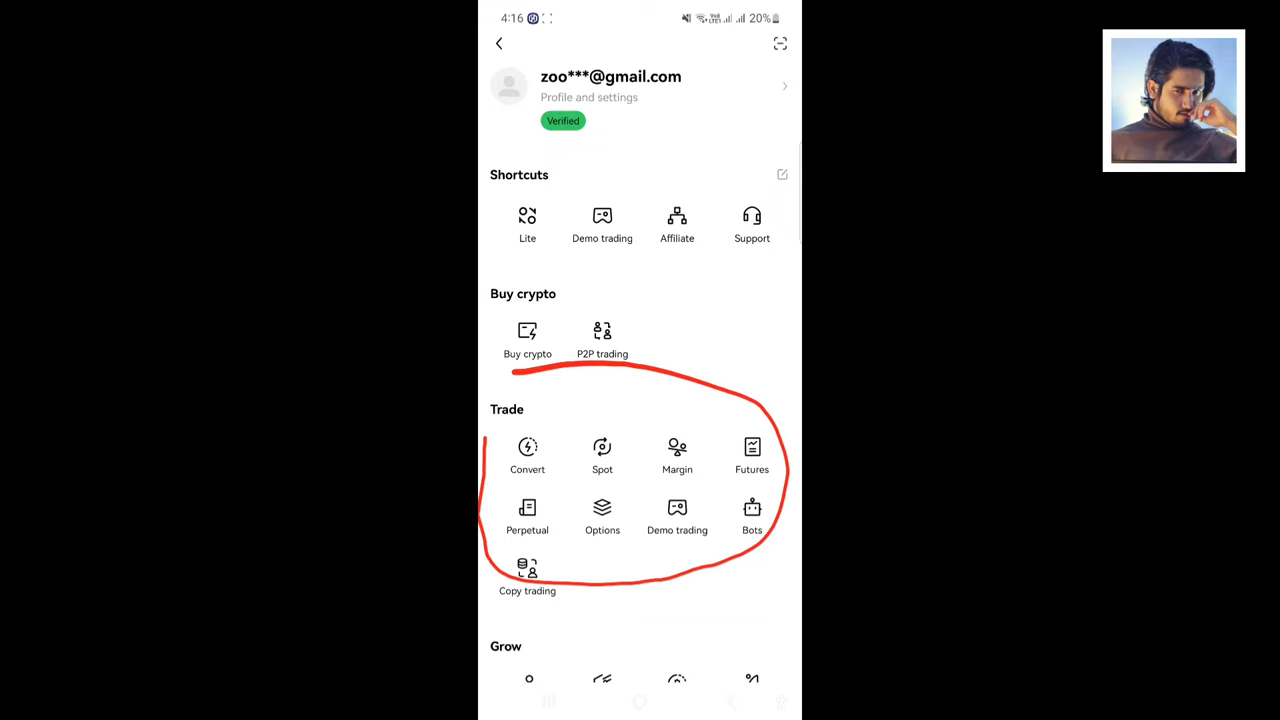 4:16 20%
zoo***@gmail.com
Profile and settings
Verified
Shortcuts
Lite Demo trading Affiliate Support
Buy crypto
Buy crypto P2P trading
Trade
Convert Spot Margin Futures
Perpetual Options Demo trading Bots
Copy trading
Grow